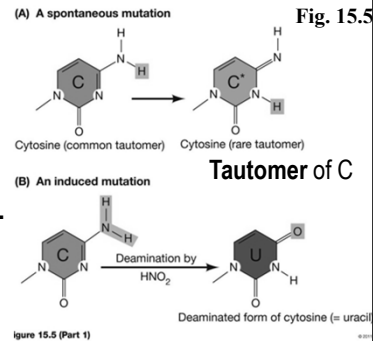 (A) A spontaneous mutation
Fig. 15.5
H
N
H
C
N
N
O
H
N
C*
N
N
H
O
Cytosine (common tautomer)
Cytosine (rare tautomer)
Tautomer of C
(B) An induced mutation
H
N
H
C
N
N
O
Deamination by
HNO₂
O
U
N
N
H
O
Deaminated form of cytosine (= uracil
igure 15.5 (Part 1)